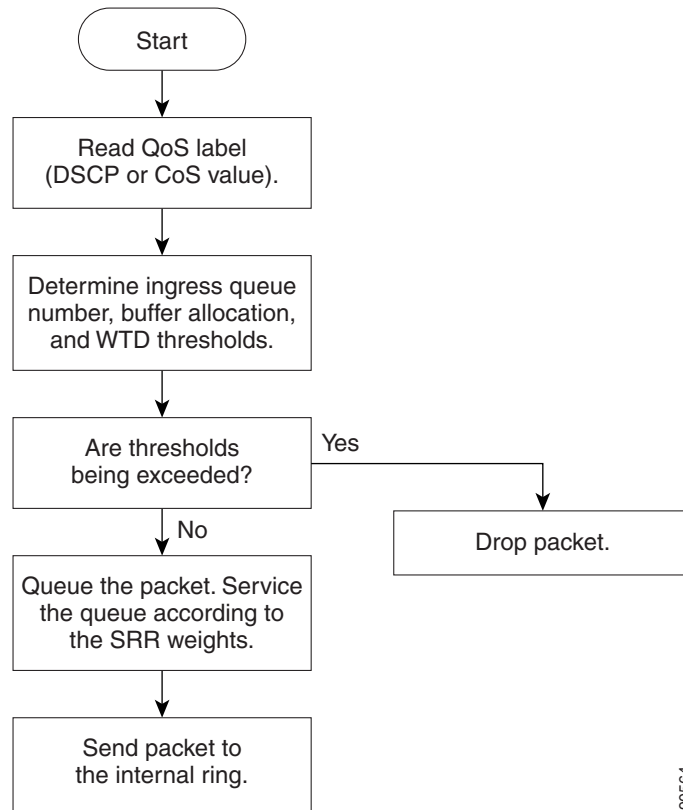 Start
Read QoS label
(DSCP or CoS value).
Determine ingress queue
number, buffer allocation,
and WTD thresholds.
Are thresholds
being exceeded?
Yes
Drop packet.
No
Queue the packet. Service
the queue according to
the SRR weights.
Send packet to
the internal ring.